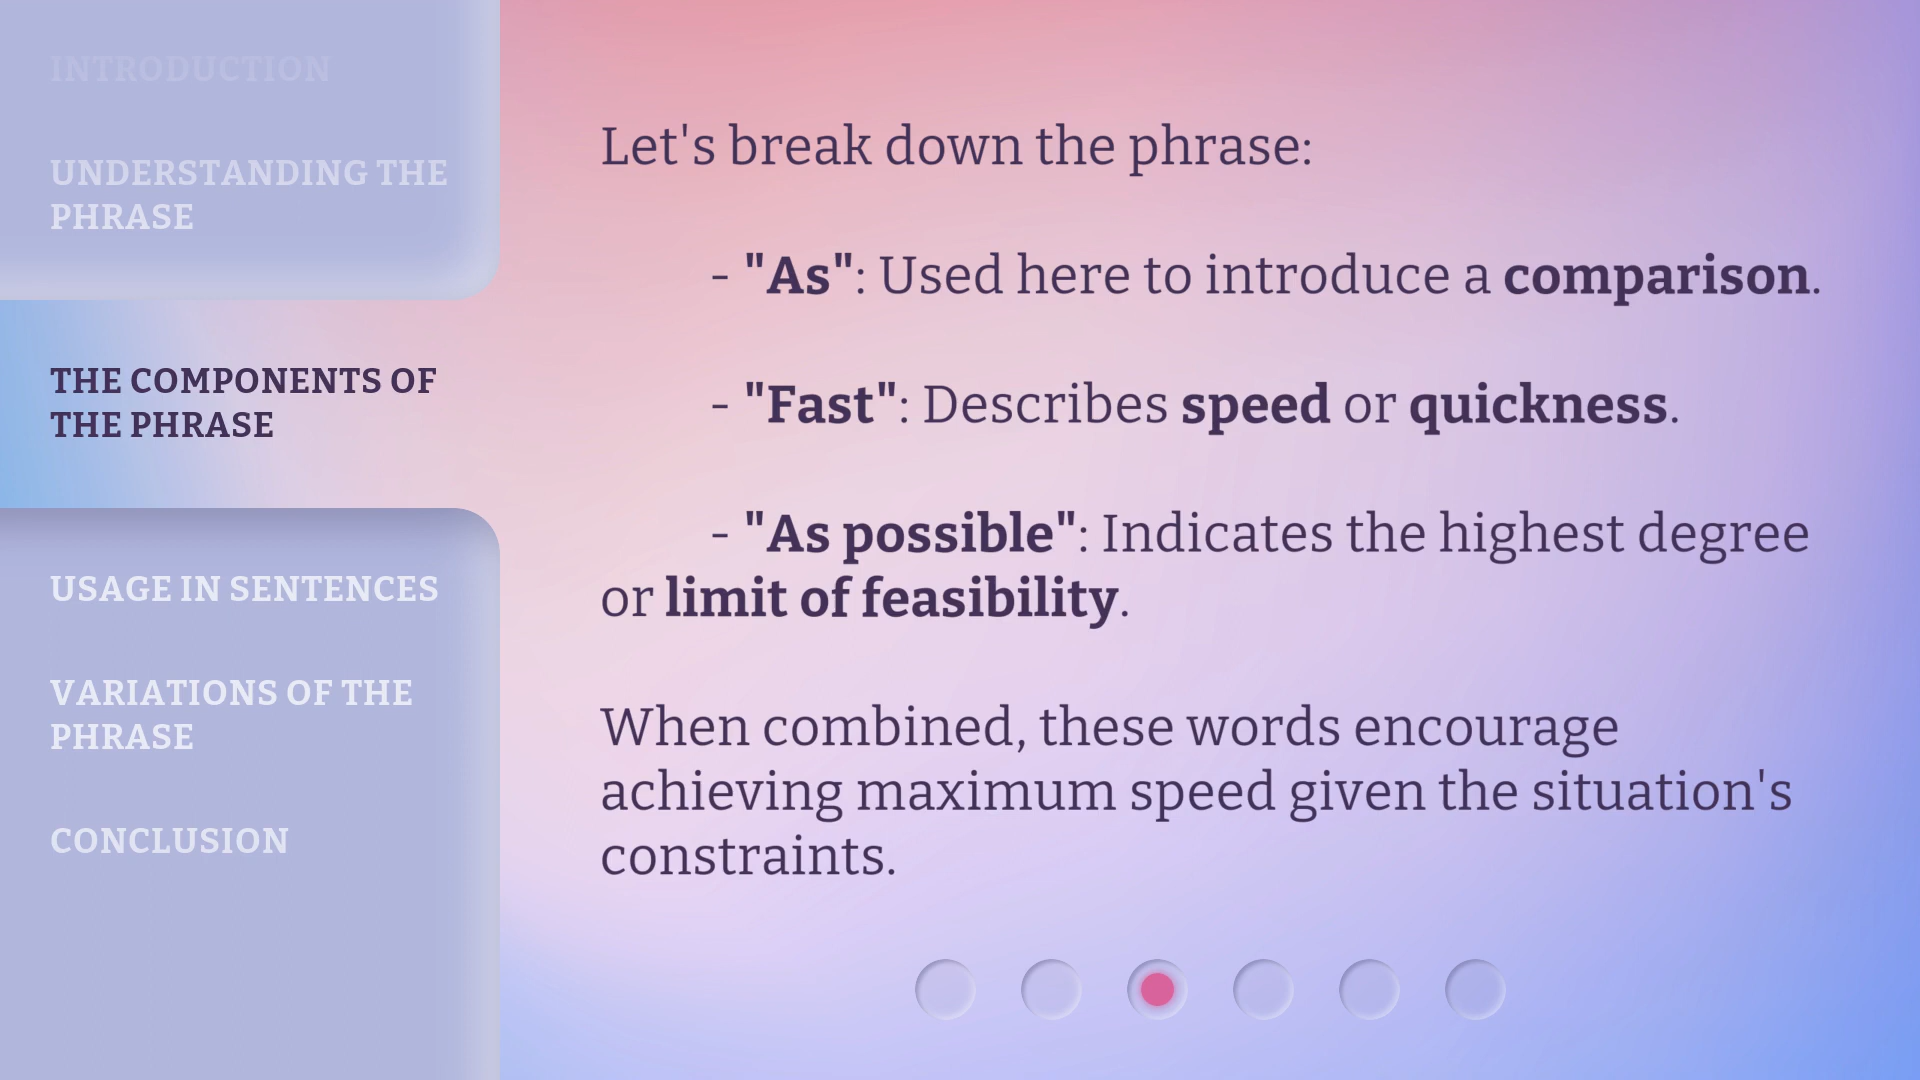 INTRODUCTION
UNDERSTANDING THE
PHRASE
THE COMPONENTS OF
THE PHRASE
USAGE IN SENTENCES
VARIATIONS OF THE
PHRASE
CONCLUSION
Let's break down the phrase:
- "As": Used here to introduce a comparison.
- "Fast": Describes speed or quickness.
- "As possible": Indicates the highest degree
or limit of feasibility.
When combined, these words encourage
achieving maximum speed given the situation's
constraints.